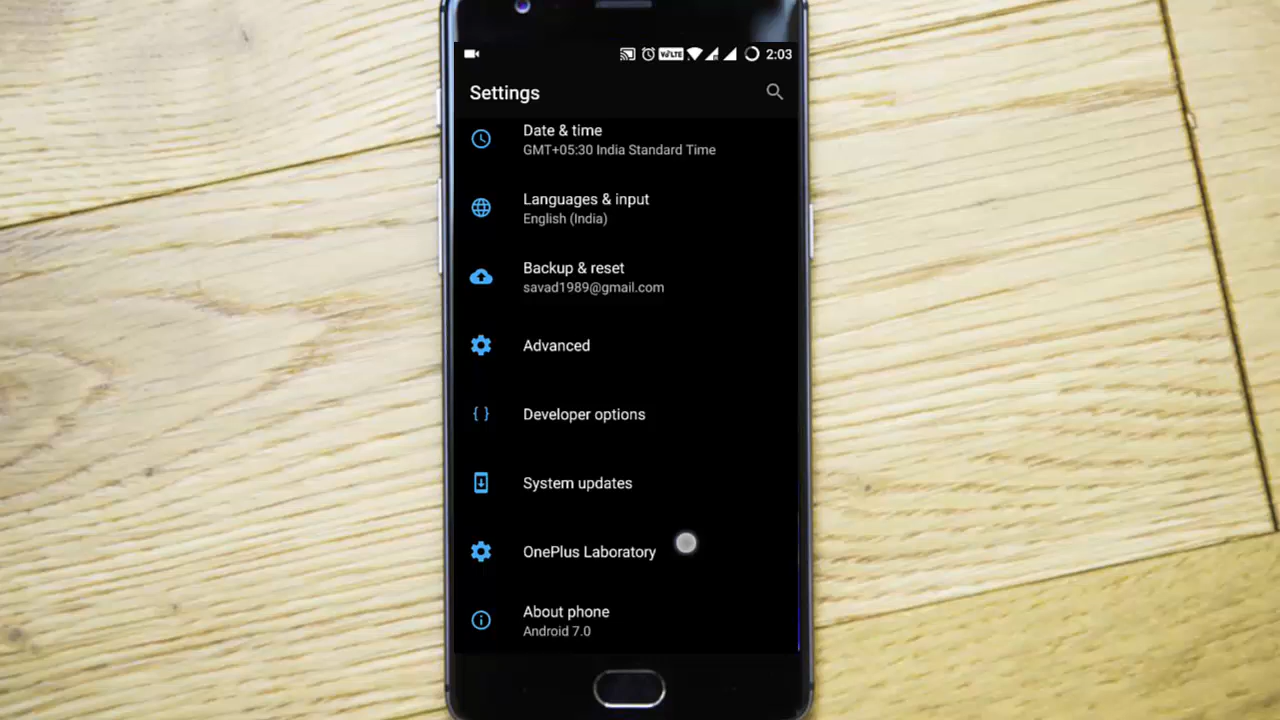 VoLTE 2:03
Settings
Date & time
GMT+05:30 India Standard Time
Languages & input
English (India)
Backup & reset
savad1989@gmail.com
Advanced
Developer options
System updates
OnePlus Laboratory
About phone
Android 7.0